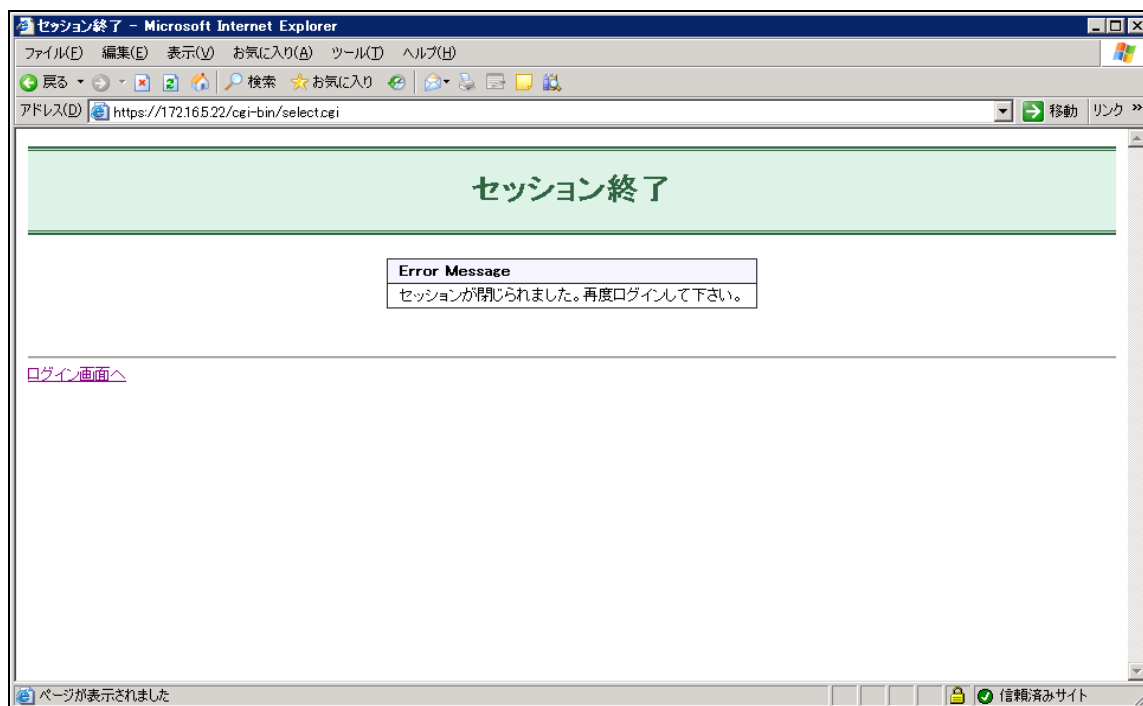 セッション終了 - Microsoft Internet Explorer
ファイル(F) 編集(E) 表示(V) お気に入り(A) ツール(T) ヘルプ(H)
戻る 検索 お気に入り
アドレス(D) https://172.16.5.22/cgi-bin/select.cgi 移動 リンク »
セッション終了
Error Message
セッションが閉じられました。再度ログインして下さい。
ログイン画面へ
ページが表示されました 信頼済みサイト